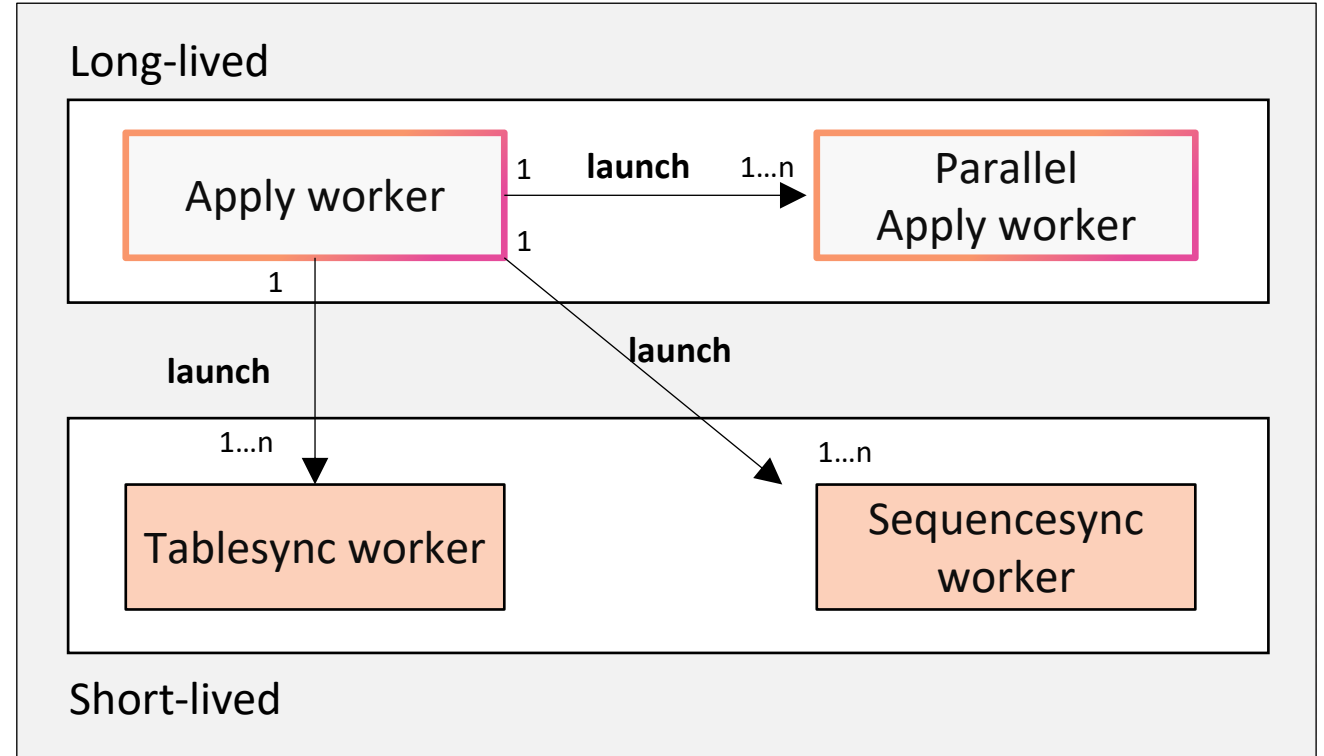 Long-lived
Apply worker
1
launch
1...n
Parallel
Apply worker
1
1
launch
launch
1...n
1...n
Tablesync worker
Sequencesync
worker
Short-lived